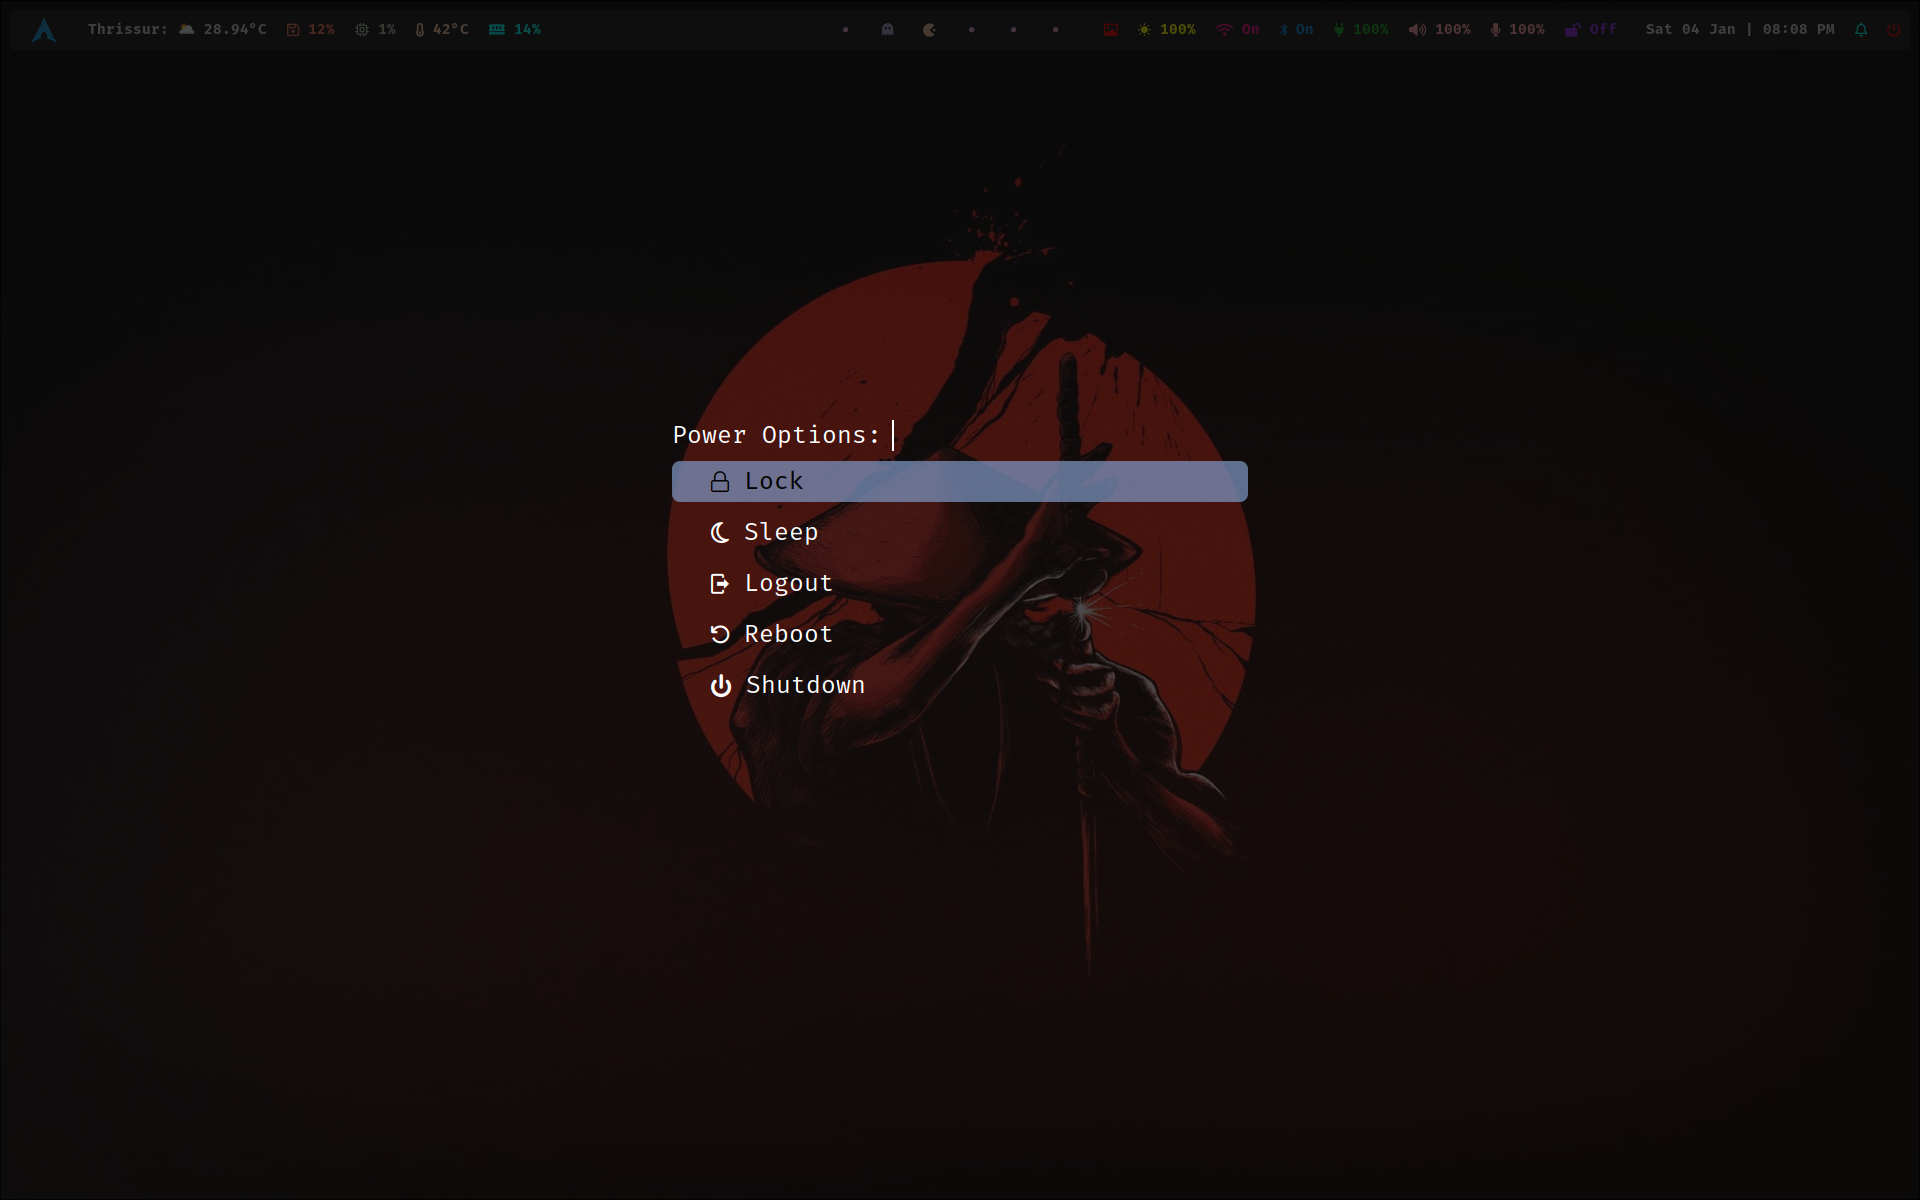 Thrissur: 28.94°C 12% 1% 42°C 14% 100% On On 100% 100% 100% Off Sat 04 Jan | 08:08 PM
Power Options:
Lock
Sleep
Logout
Reboot
Shutdown